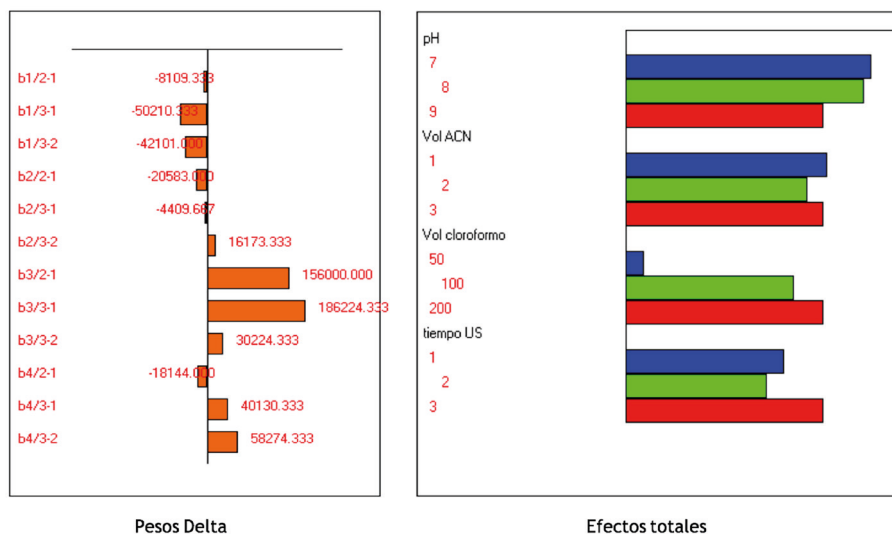 b1/2-1 -8109.333
b1/3-1 -50210.333
b1/3-2 -42101.000
b2/2-1 -20583.000
b2/3-1 -4409.687
b2/3-2 16173.333
b3/2-1 156000.000
b3/3-1 186224.333
b3/3-2 30224.333
b4/2-1 -18144.000
b4/3-1 40130.333
b4/3-2 58274.333
Pesos Delta
pH
7
8
9
Vol ACN
1
2
3
Vol cloroformo
50
100
200
tiempo US
1
2
3
Efectos totales